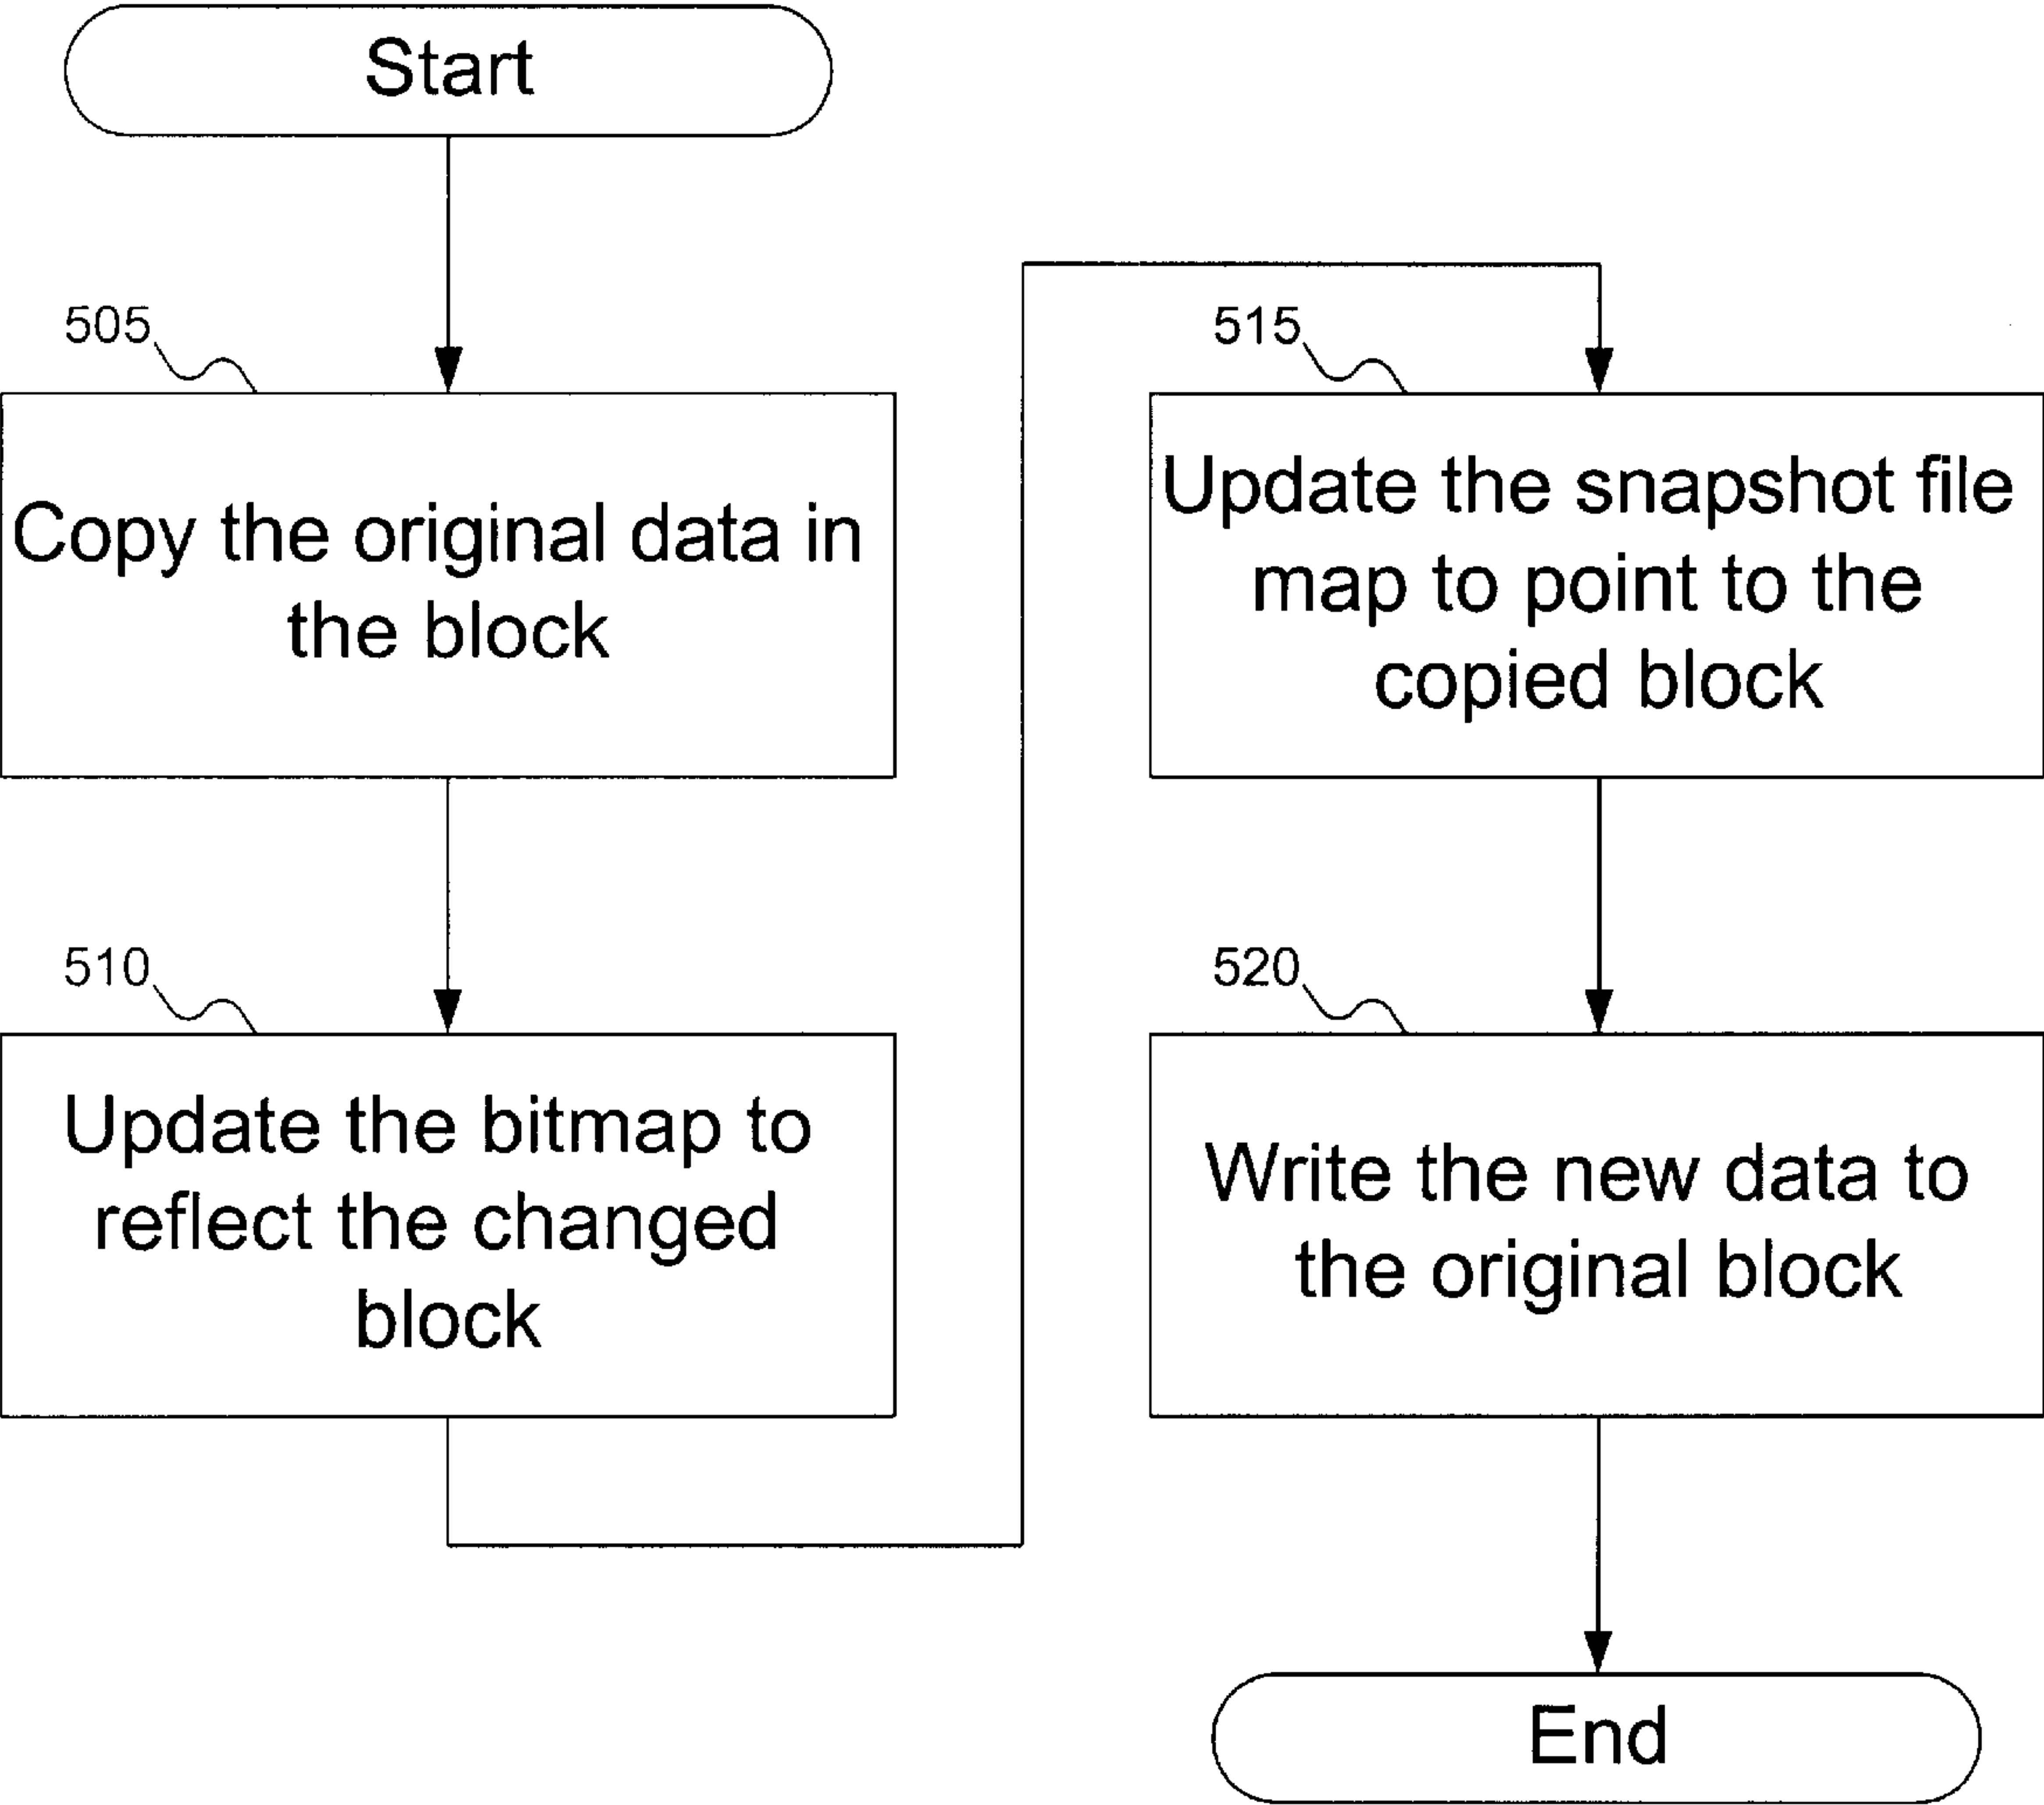 Start
505
Copy the original data in
the block
510
Update the bitmap to
reflect the changed
block
515
Update the snapshot file
map to point to the
copied block
520
Write the new data to
the original block
End